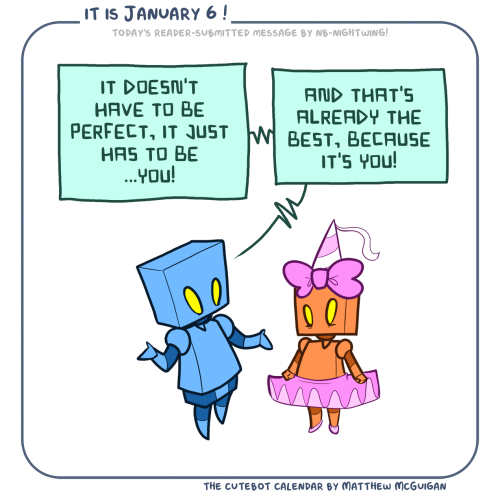 IT IS JANUARY 6 !
TODAY'S READER-SUBMITTED MESSAGE BY NB-NIGHTWING!
IT DOESN'T
HAVE TO BE
PERFECT, IT JUST
HAS TO BE
...YOU!
AND THAT'S
ALREADY THE
BEST, BECAUSE
IT'S YOU!
THE CUTEBOT CALENDAR BY MATTHEW MCGUIGAN